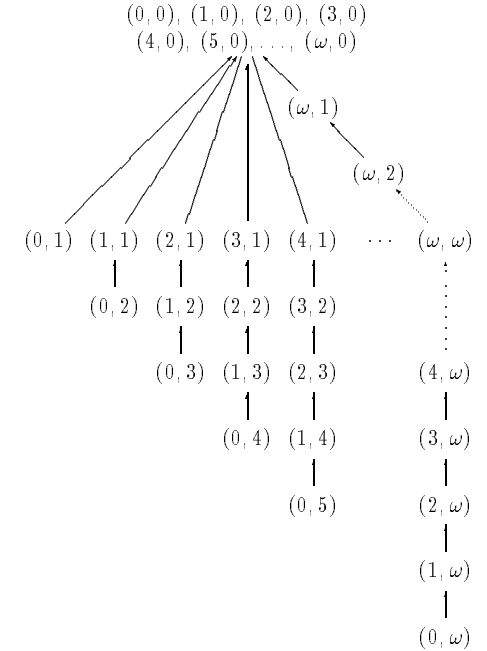 (0, 0), (1, 0), (2, 0), (3, 0)
(4, 0), (5, 0), ..., (ω, 0)
(ω, 1)
(ω, 2)
(0, 1) (1, 1) (2, 1) (3, 1) (4, 1) ⋯ (ω, ω)
(0, 2) (1, 2) (2, 2) (3, 2)
(0, 3) (1, 3) (2, 3) (4, ω)
(0, 4) (1, 4) (3, ω)
(0, 5) (2, ω)
(1, ω)
(0, ω)